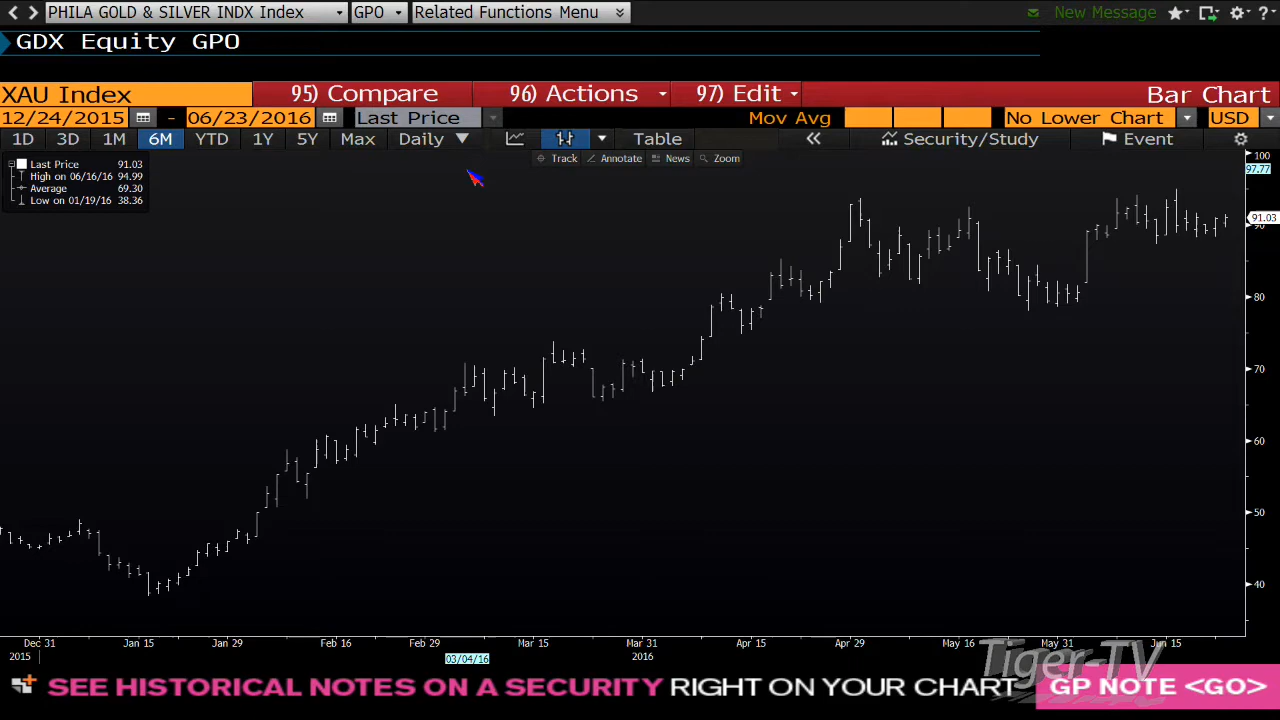 PHILA GOLD & SILVER INDX Index GPO Related Functions Menu New Message ?
GDX Equity GPO
XAU Index 95) Compare 96) Actions 97) Edit Bar Chart
12/24/2015 - 06/23/2016 Last Price Mov Avg No Lower Chart USD
1D 3D 1M 6M YTD 1Y 5Y Max Daily Table Security/Study Event
Track Annotate News Zoom
Last Price 91.03
High on 06/16/16 94.99
Average 69.30
Low on 01/19/16 38.36
100
97.77
91.03
90
80
70
60
50
40
Dec 31 Jan 15 Jan 29 Feb 16 Feb 29 Mar 15 Mar 31 Apr 15 Apr 29 May 16 May 31 Jun 15
2015 03/04/16 2016
Tiger-TV
SEE HISTORICAL NOTES ON A SECURITY RIGHT ON YOUR CHART GP NOTE <GO>